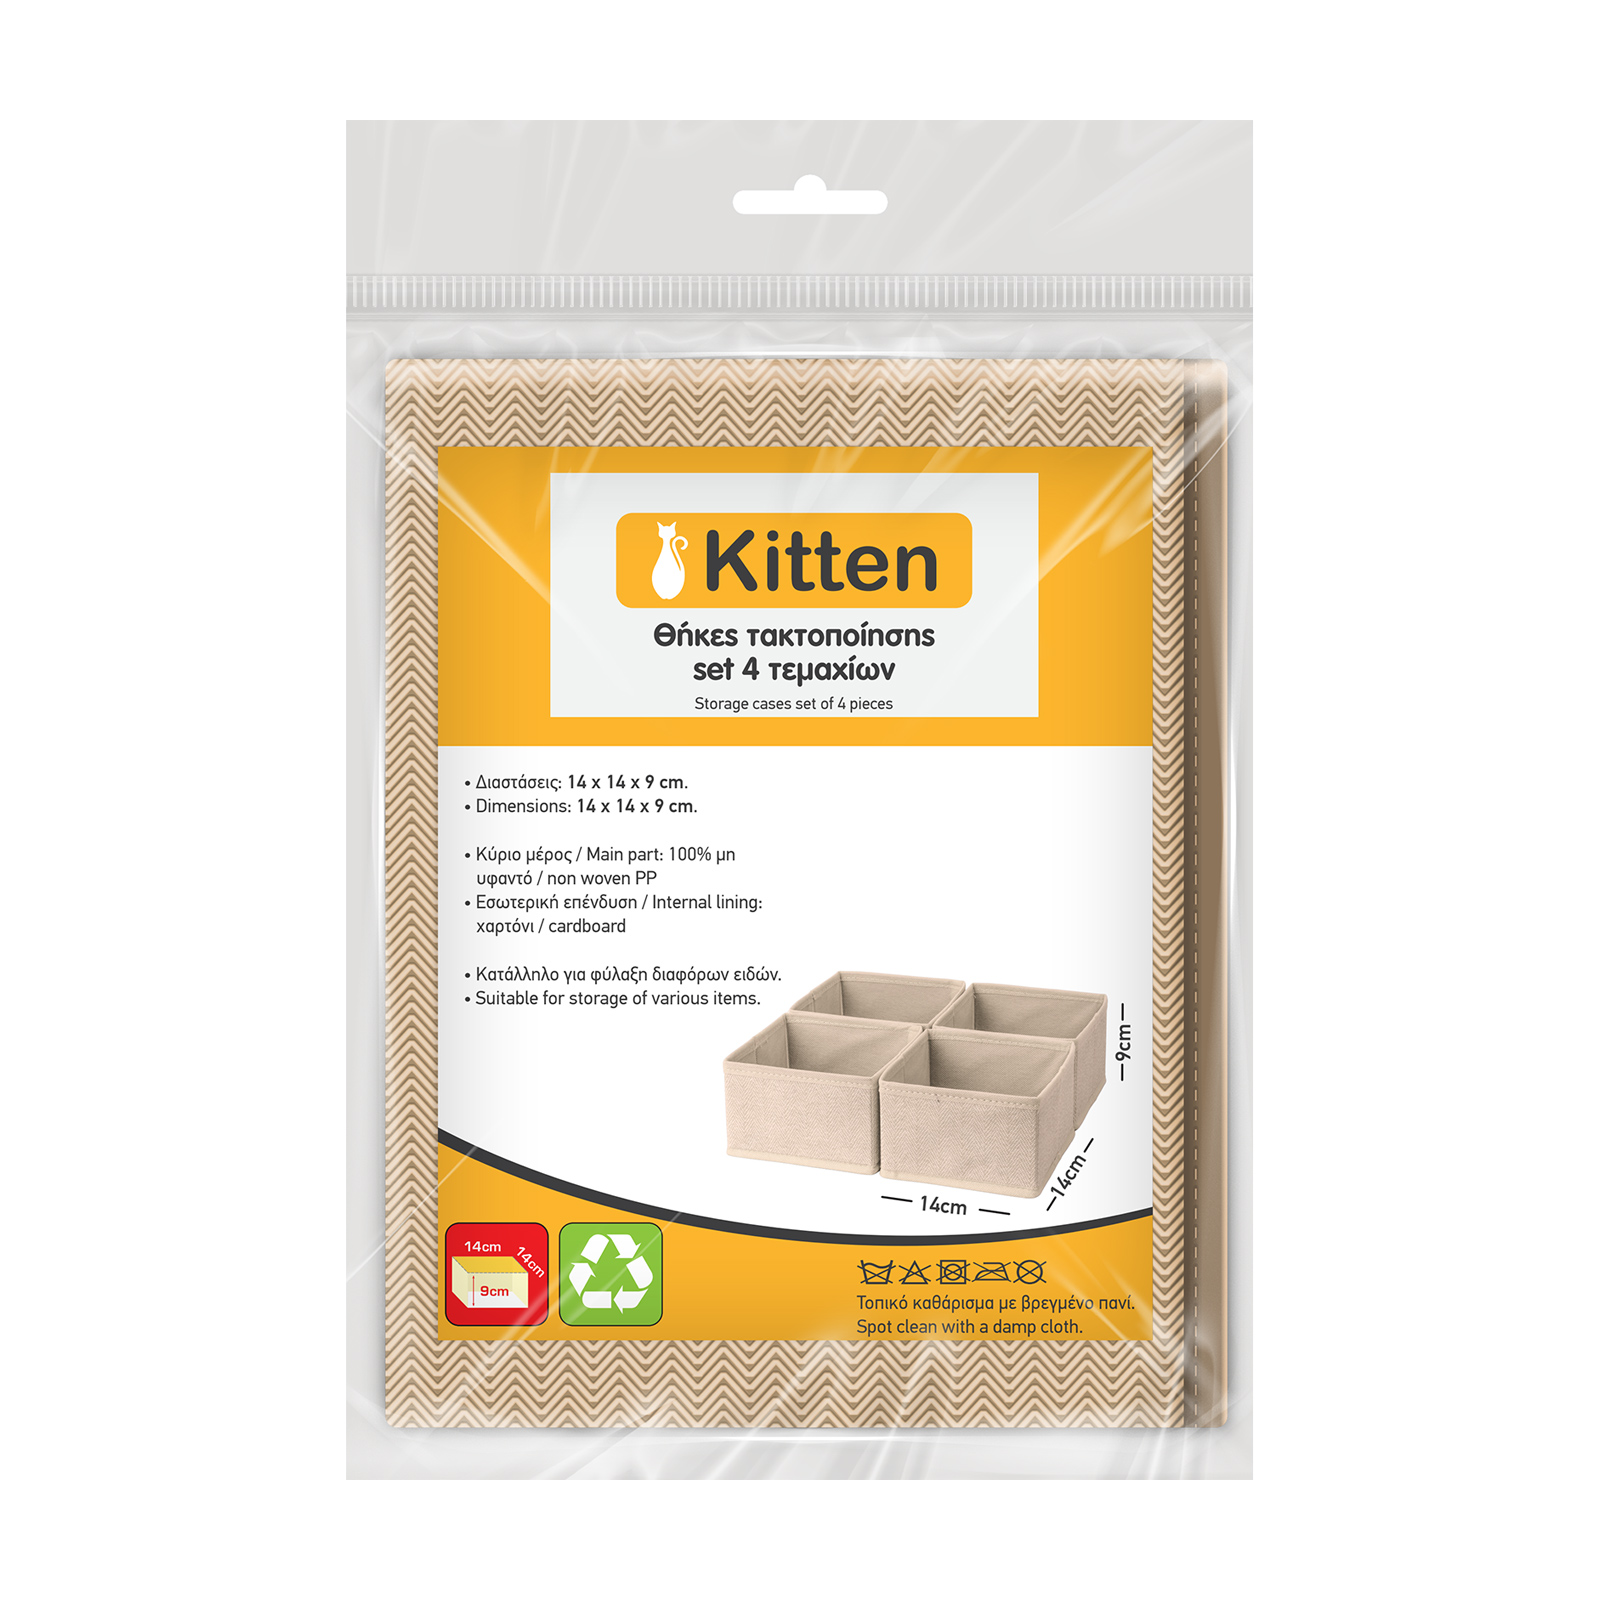 Kitten
Θήκες τακτοποίησης
set 4 τεμαχίων
Storage cases set of 4 pieces
• Διαστάσεις: 14 x 14 x 9 cm.
• Dimensions: 14 x 14 x 9 cm.
• Κύριο μέρος / Main part: 100% μη
υφαντό / non woven PP
• Εσωτερική επένδυση / Internal lining:
χαρτόνι / cardboard
• Κατάλληλο για φύλαξη διαφόρων ειδών.
• Suitable for storage of various items.
9cm
14cm
14cm
14cm
14cm
9cm
Τοπικό καθάρισμα με βρεγμένο πανί.
Spot clean with a damp cloth.